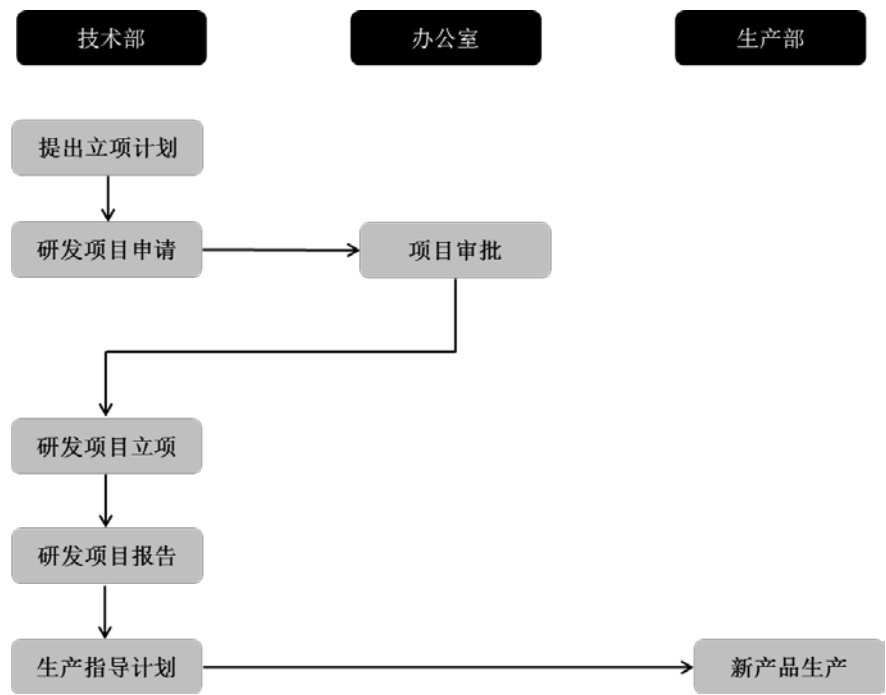 技术部
办公室
生产部
提出立项计划
研发项目申请
项目审批
研发项目立项
研发项目报告
生产指导计划
新产品生产